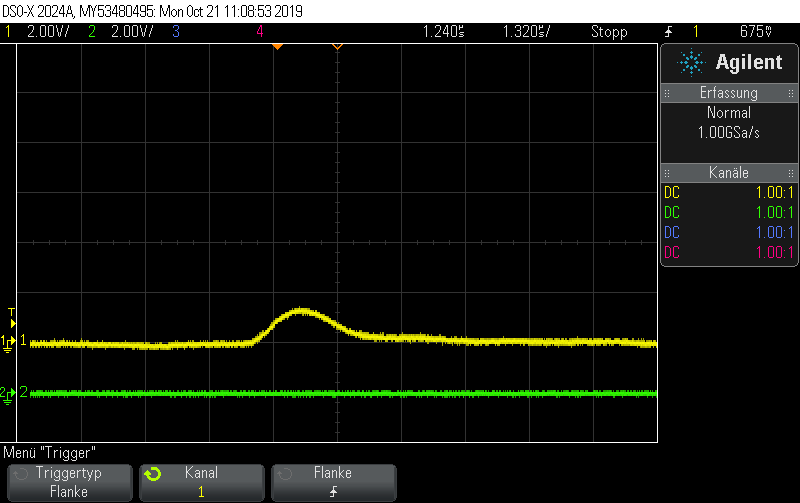 DSO-X 2024A, MY53480495: Mon Oct 21 11:08:53 2019
1 2.00V/ 2 2.00V/ 3 4 1.240s 1.320s/ Stopp 1 675V
Agilent
Erfassung
Normal
1.00GSa/s
Kanäle
DC 1.00:1
DC 1.00:1
DC 1.00:1
DC 1.00:1
T
1 1
2 2
Menü "Trigger"
Triggertyp
Flanke
Kanal
1
Flanke